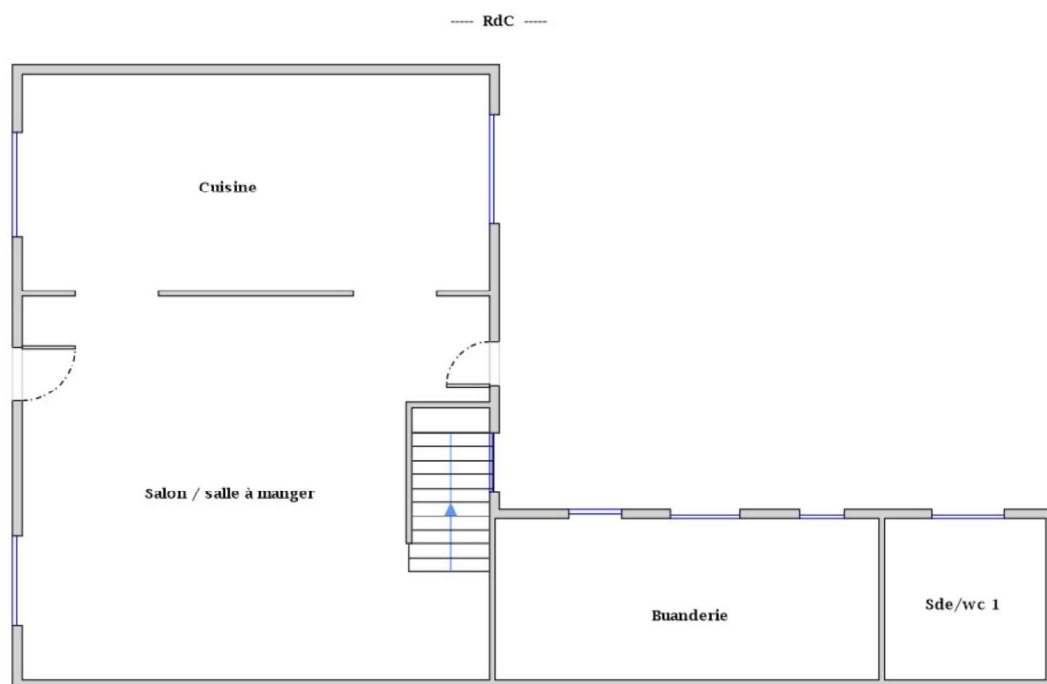 ---- RdC ----
Cuisine
Salon / salle à manger
Buanderie
Sde/wc 1